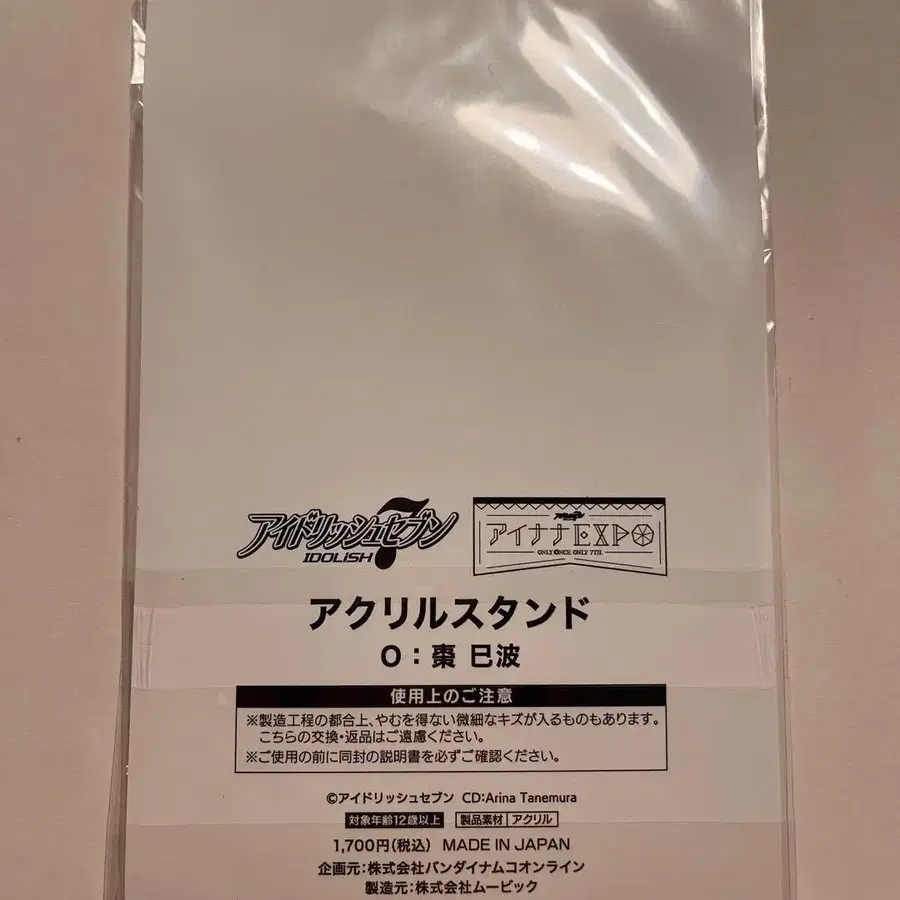 アイドリッシュセブン
7
IDOLiSH
アイナナEXPO
ONLY ONCE, ONLY 7TH.
アクリルスタンド
O：棗 巳波
使用上のご注意
※製造工程の都合上、やむを得ない微細なキズが入るものもあります。
こちらの交換・返品はご遠慮ください。
※ご使用の前に同封の説明書を必ずご確認ください。
©アイドリッシュセブン CD:Arina Tanemura
対象年齢12歳以上 製品素材 アクリル
1,700円(税込) MADE IN JAPAN
企画元：株式会社バンダイナムコオンライン
製造元：株式会社ムービック